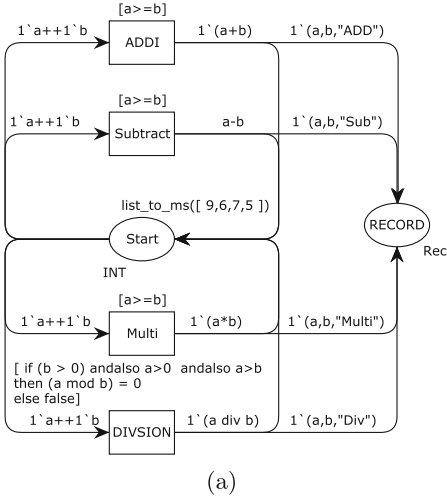 [a>=b]
1`a++1`b
ADDI
1`(a+b)
1`(a,b,"ADD")
[a>=b]
1`a++1`b
Subtract
a-b
1`(a,b,"Sub")
list_to_ms([ 9,6,7,5 ])
Start
INT
RECORD
Rec
[a>=b]
1`a++1`b
Multi
1`(a*b)
1`(a,b,"Multi")
[ if (b > 0) andalso a>0  andalso a>b
then (a mod b) = 0
else false]
1`a++1`b
DIVSION
1`(a div b)
1`(a,b,"Div")
(a)